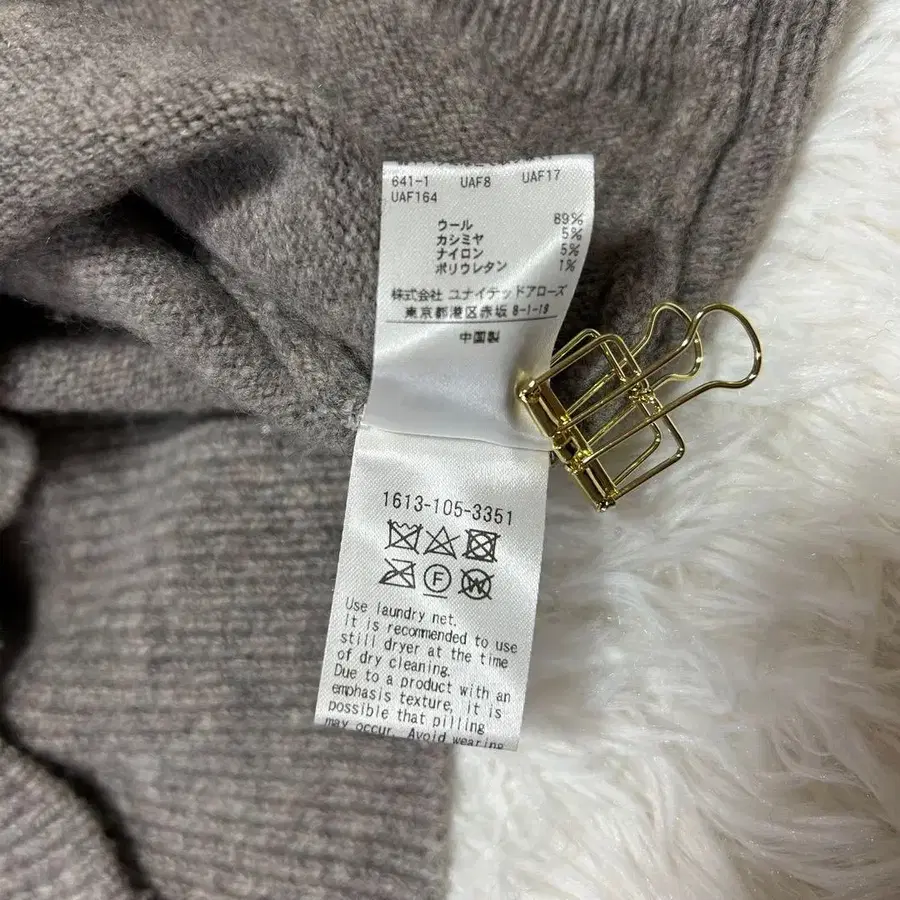 641-1 UAF8 UAF17
UAF164
ウール 89%
カシミヤ 5%
ナイロン 5%
ポリウレタン 1%
株式会社 ユナイテッドアローズ
東京都港区赤坂 8-1-19
中国製
1613-105-3351
F W
Use laundry net.
It is recommended to use
still dryer at the time
of dry cleaning.
Due to a product with an
emphasis texture, it is
possible that pilling
may occur. Avoid wearing